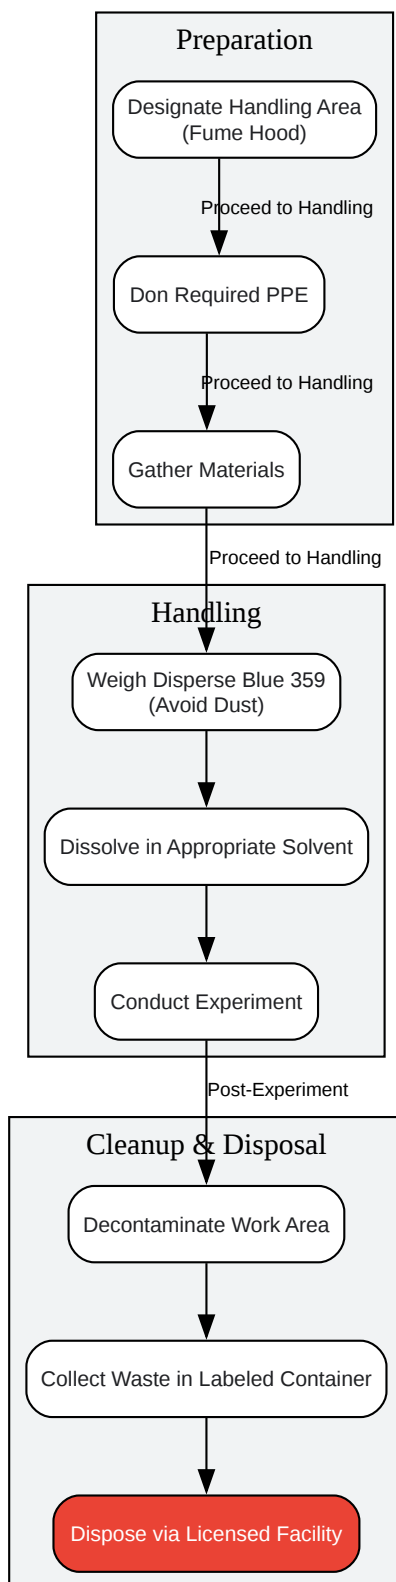 Preparation
Designate Handling Area
(Fume Hood)
Proceed to Handling
Don Required PPE
Proceed to Handling
Gather Materials
Proceed to Handling
Handling
Weigh Disperse Blue 359
(Avoid Dust)
Dissolve in Appropriate Solvent
Conduct Experiment
Post-Experiment
Cleanup & Disposal
Decontaminate Work Area
Collect Waste in Labeled Container
Dispose via Licensed Facility